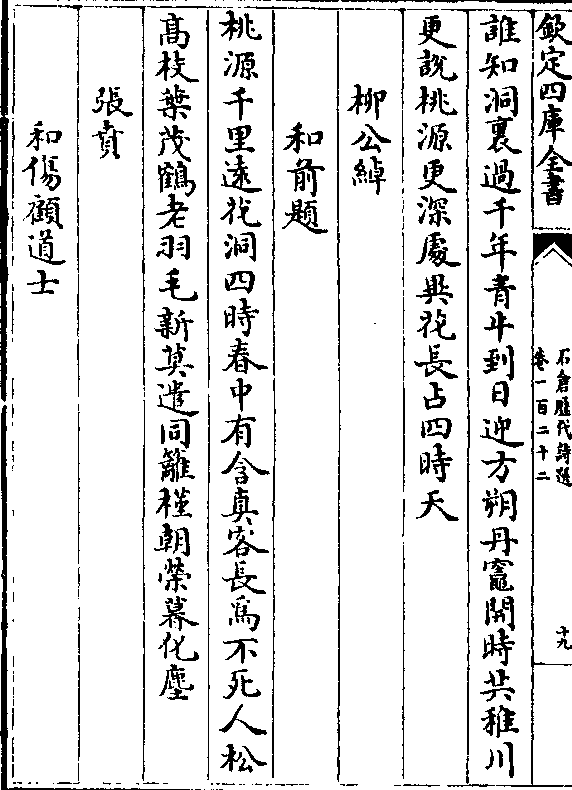 欽定四庫全書
石倉歷代詩選
卷一百二十二
十九
誰知洞裏過千年青牛到日迎方朔丹竈開時共稚川
更説桃源更深處異花長占四時天
柳公綽
和前題
桃源千里遠花洞四時春中有含真客長為不死人松
高枝葉茂鶴老羽毛新莫遣同籬槿朝榮暮化塵
張賁
和傷顧道士